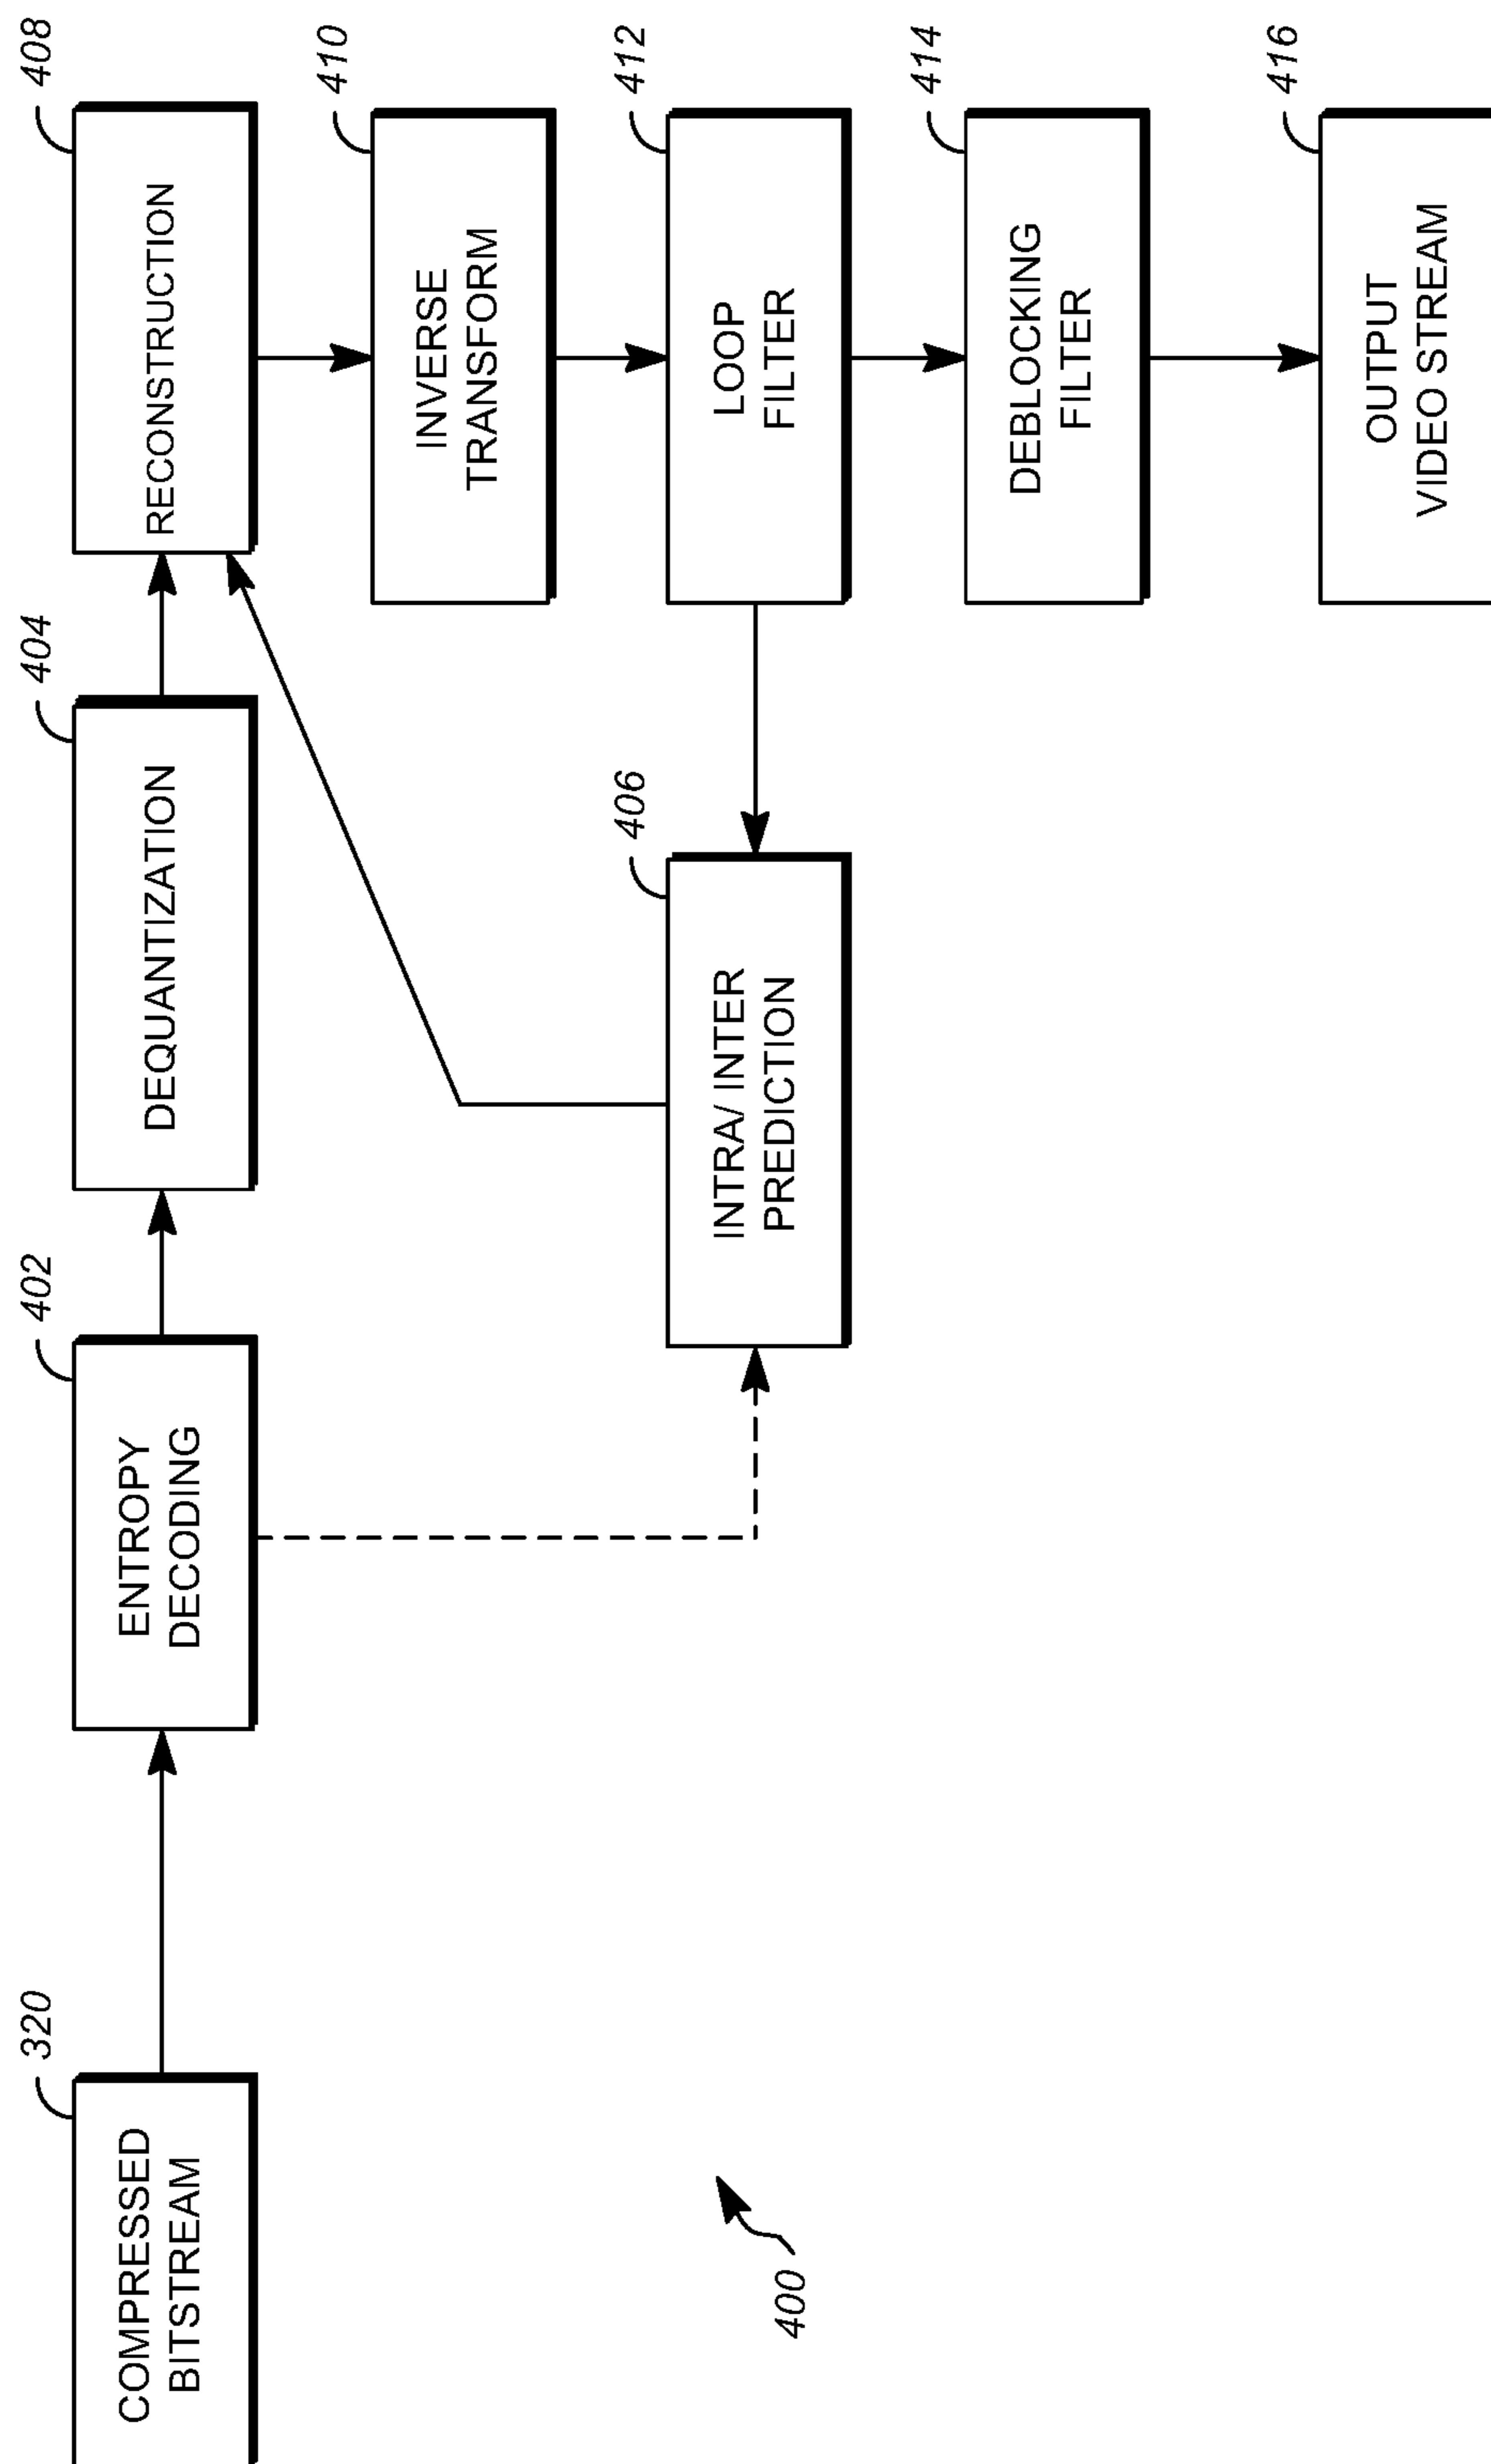 320
COMPRESSED
BITSTREAM
402
ENTROPY
DECODING
404
DEQUANTIZATION
408
RECONSTRUCTION
410
INVERSE
TRANSFORM
406
INTRA/ INTER
PREDICTION
412
LOOP
FILTER
414
DEBLOCKING
FILTER
416
OUTPUT
VIDEO STREAM
400